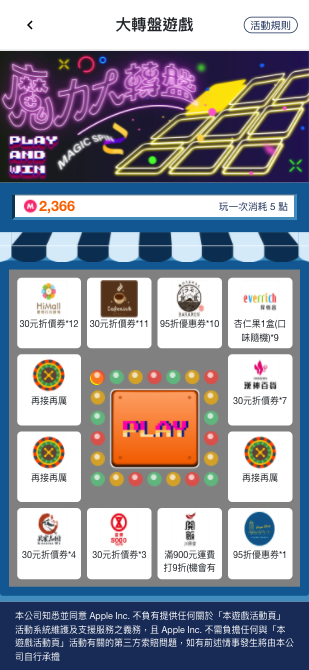 大轉盤遊戲
活動規則
魔力大轉盤
PLAY
AND
WIN
MAGIC SPIN
M 2,366
玩一次消耗 5 點
HiMall
30元折價券*12
Cafemink
30元折價券*11
95折優惠券*10
everrich
昇恆昌
杏仁果1盒(口
味隨機)*9
再接再厲
漢神百貨
30元折價券*7
PLAY
再接再厲
再接再厲
30元折價券*4
SOGO
30元折價券*3
開飯
川食堂
滿900元運費
打9折(機會有
95折優惠券*1
本公司知悉並同意 Apple Inc. 不負有提供任何關於「本遊戲活動頁」
活動系統維護及支援服務之義務，且 Apple Inc. 不需負擔任何與「本
遊戲活動頁」活動有關的第三方索賠問題，如有前述情事發生將由本公
司自行承擔